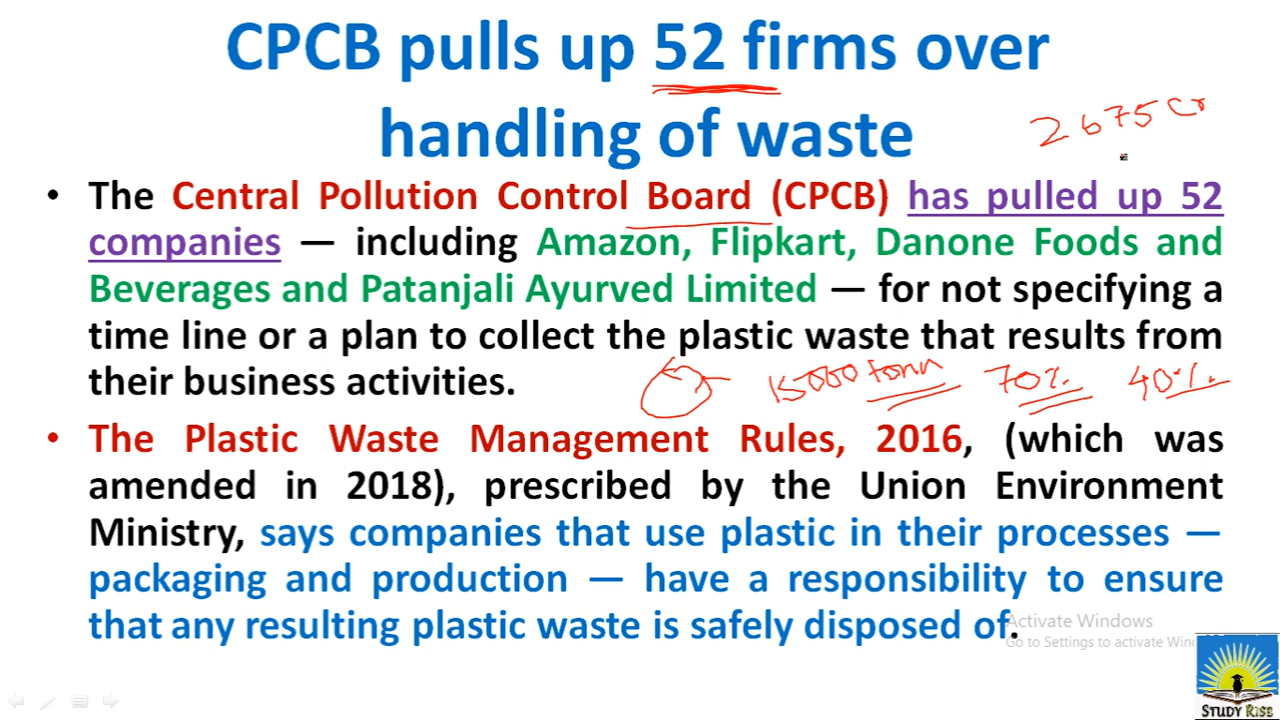 CPCB pulls up 52 firms over
handling of waste
2675 Cr
• The Central Pollution Control Board (CPCB) has pulled up 52
companies — including Amazon, Flipkart, Danone Foods and
Beverages and Patanjali Ayurved Limited — for not specifying a
time line or a plan to collect the plastic waste that results from
their business activities.
15000 tonn 70% 40%
• The Plastic Waste Management Rules, 2016, (which was
amended in 2018), prescribed by the Union Environment
Ministry, says companies that use plastic in their processes —
packaging and production — have a responsibility to ensure
that any resulting plastic waste is safely disposed of.
Activate Windows
Go to Settings to activate Win
STUDY RISE